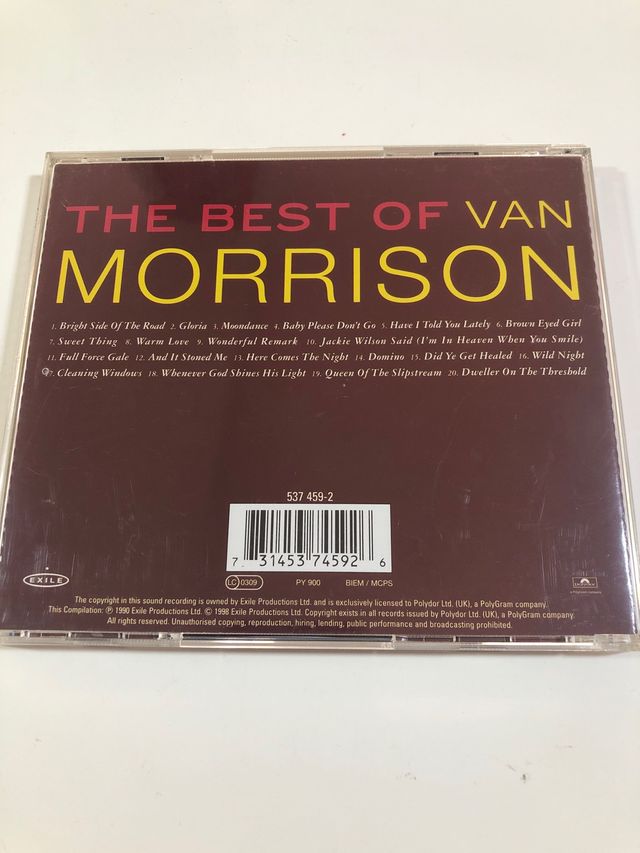 THE BEST OF VAN
MORRISON
1. Bright Side Of The Road 2. Gloria 3. Moondance 4. Baby Please Don't Go 5. Have I Told You Lately 6. Brown Eyed Girl
7. Sweet Thing 8. Warm Love 9. Wonderful Remark 10. Jackie Wilson Said (I'm In Heaven When You Smile)
11. Full Force Gale 12. And It Stoned Me 13. Here Comes The Night 14. Domino 15. Did Ye Get Healed 16. Wild Night
17. Cleaning Windows 18. Whenever God Shines His Light 19. Queen Of The Slipstream 20. Dweller On The Threshold
537 459-2
7 31453 74592 6
EXILE
LC 0309 PY 900 BIEM / MCPS
The copyright in this sound recording is owned by Exile Productions Ltd. and is exclusively licensed to Polydor Ltd. (UK), a PolyGram company.
This Compilation: ℗ 1990 Exile Productions Ltd. © 1998 Exile Productions Ltd. Copyright exists in all records issued by Polydor Ltd. (UK), a PolyGram company.
All rights reserved. Unauthorised copying, reproduction, hiring, lending, public performance and broadcasting prohibited.